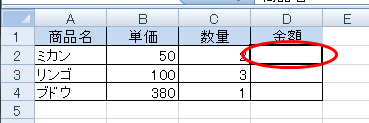 A B C D E
1 商品名 単価 数量 金額
2 ミカン 50 2
3 リンゴ 100 3
4 ブドウ 380 1